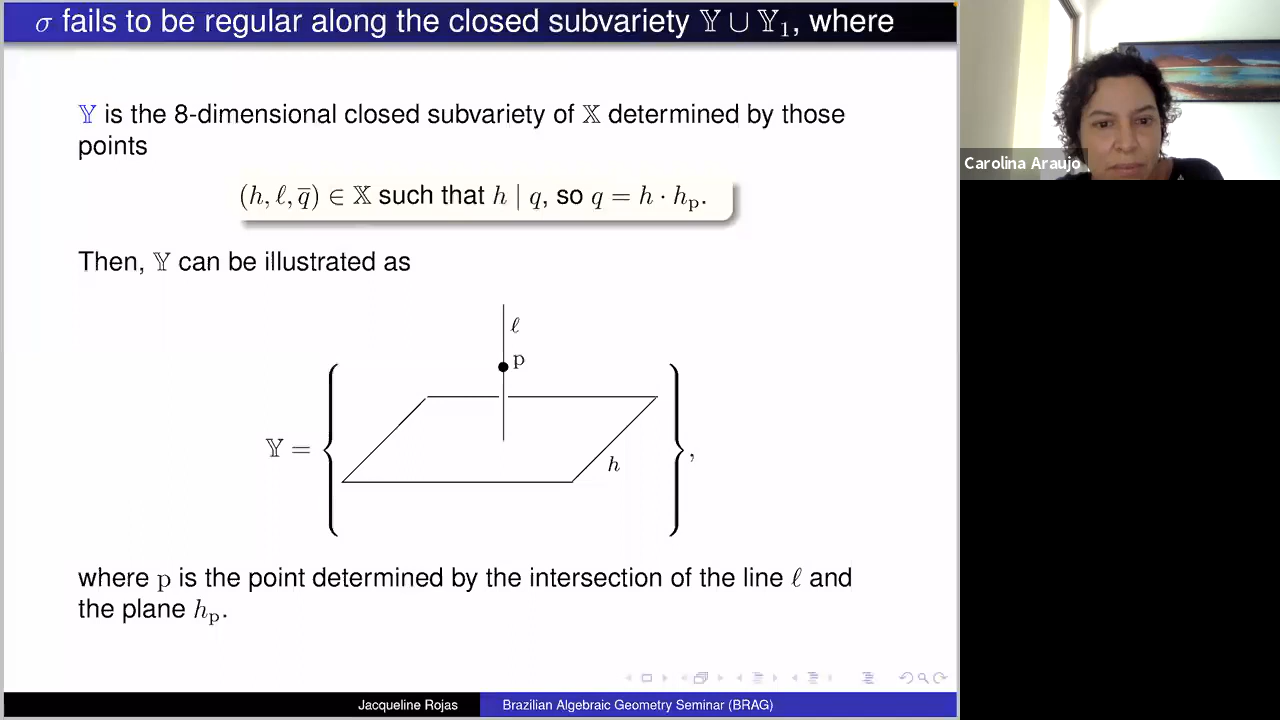 σ fails to be regular along the closed subvariety 𝕐 ∪ 𝕐₁, where
𝕐 is the 8-dimensional closed subvariety of 𝕏 determined by those
points
(h, ℓ, q̅) ∈ 𝕏 such that h | q, so q = h · hₚ.
Then, 𝕐 can be illustrated as
ℓ
p
𝕐 = { h },
where p is the point determined by the intersection of the line ℓ and
the plane hₚ.
Jacqueline Rojas
Brazilian Algebraic Geometry Seminar (BRAG)
Carolina Araujo